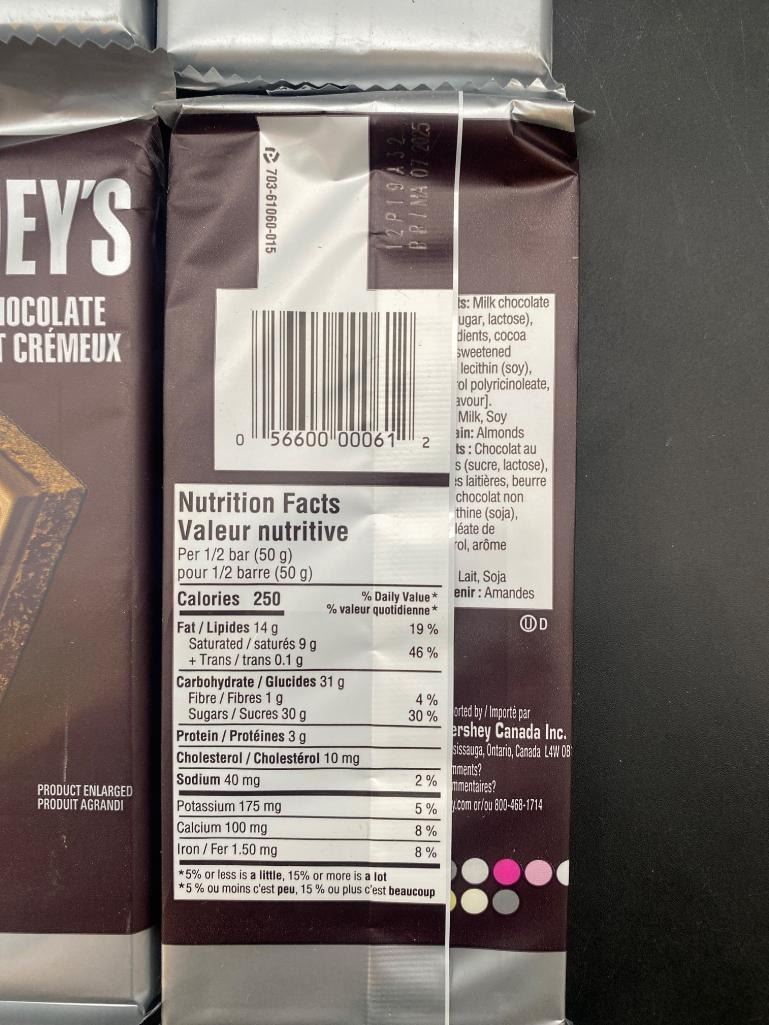 EY'S
HOCOLATE
T CRÉMEUX
PRODUCT ENLARGED
PRODUIT AGRANDI
703-61060-015
12P19A32
BB/MA 07 2025
0 56600 00061 2
Nutrition Facts
Valeur nutritive
Per 1/2 bar (50 g)
pour 1/2 barre (50 g)
Calories 250
% Daily Value*
% valeur quotidienne*
Fat / Lipides 14 g 19 %
Saturated / saturés 9 g
+ Trans / trans 0.1 g 46 %
Carbohydrate / Glucides 31 g
Fibre / Fibres 1 g 4 %
Sugars / Sucres 30 g 30 %
Protein / Protéines 3 g
Cholesterol / Cholestérol 10 mg
Sodium 40 mg 2 %
Potassium 175 mg 5 %
Calcium 100 mg 8 %
Iron / Fer 1.50 mg 8 %
*5% or less is a little, 15% or more is a lot
*5 % ou moins c'est peu, 15 % ou plus c'est beaucoup
ts: Milk chocolate
ugar, lactose),
dients, cocoa
sweetened
lecithin (soy),
ol polyricinoleate,
avour].
Milk, Soy
ain: Almonds
ts : Chocolat au
s (sucre, lactose),
es laitières, beurre
chocolat non
thine (soja),
léate de
rol, arôme
Lait, Soja
enir : Amandes
U D
orted by / Importé par
ershey Canada Inc.
sissauga, Ontario, Canada L4W 0B
mments?
mmentaires?
y.com or/ou 800-468-1714